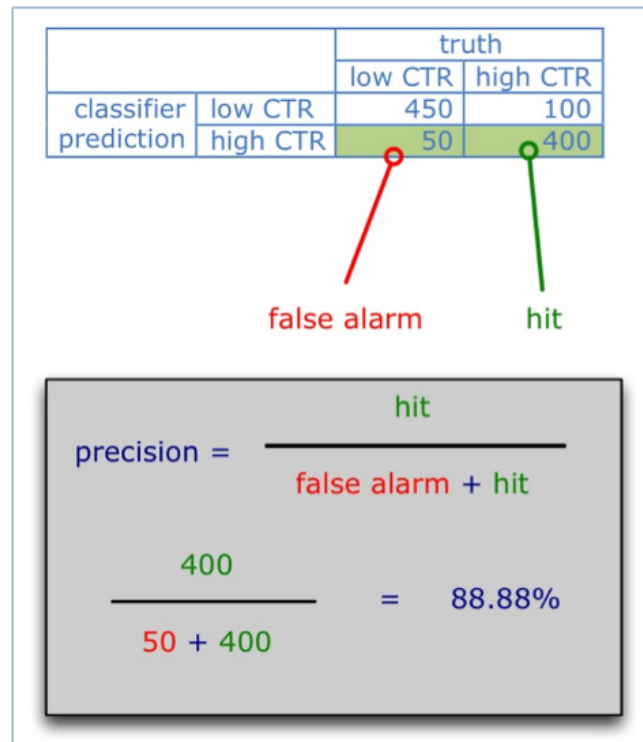 truth
low CTR high CTR
classifier low CTR 450 100
prediction high CTR 50 400
false alarm hit
hit
precision =
false alarm + hit
400
= 88.88%
50 + 400